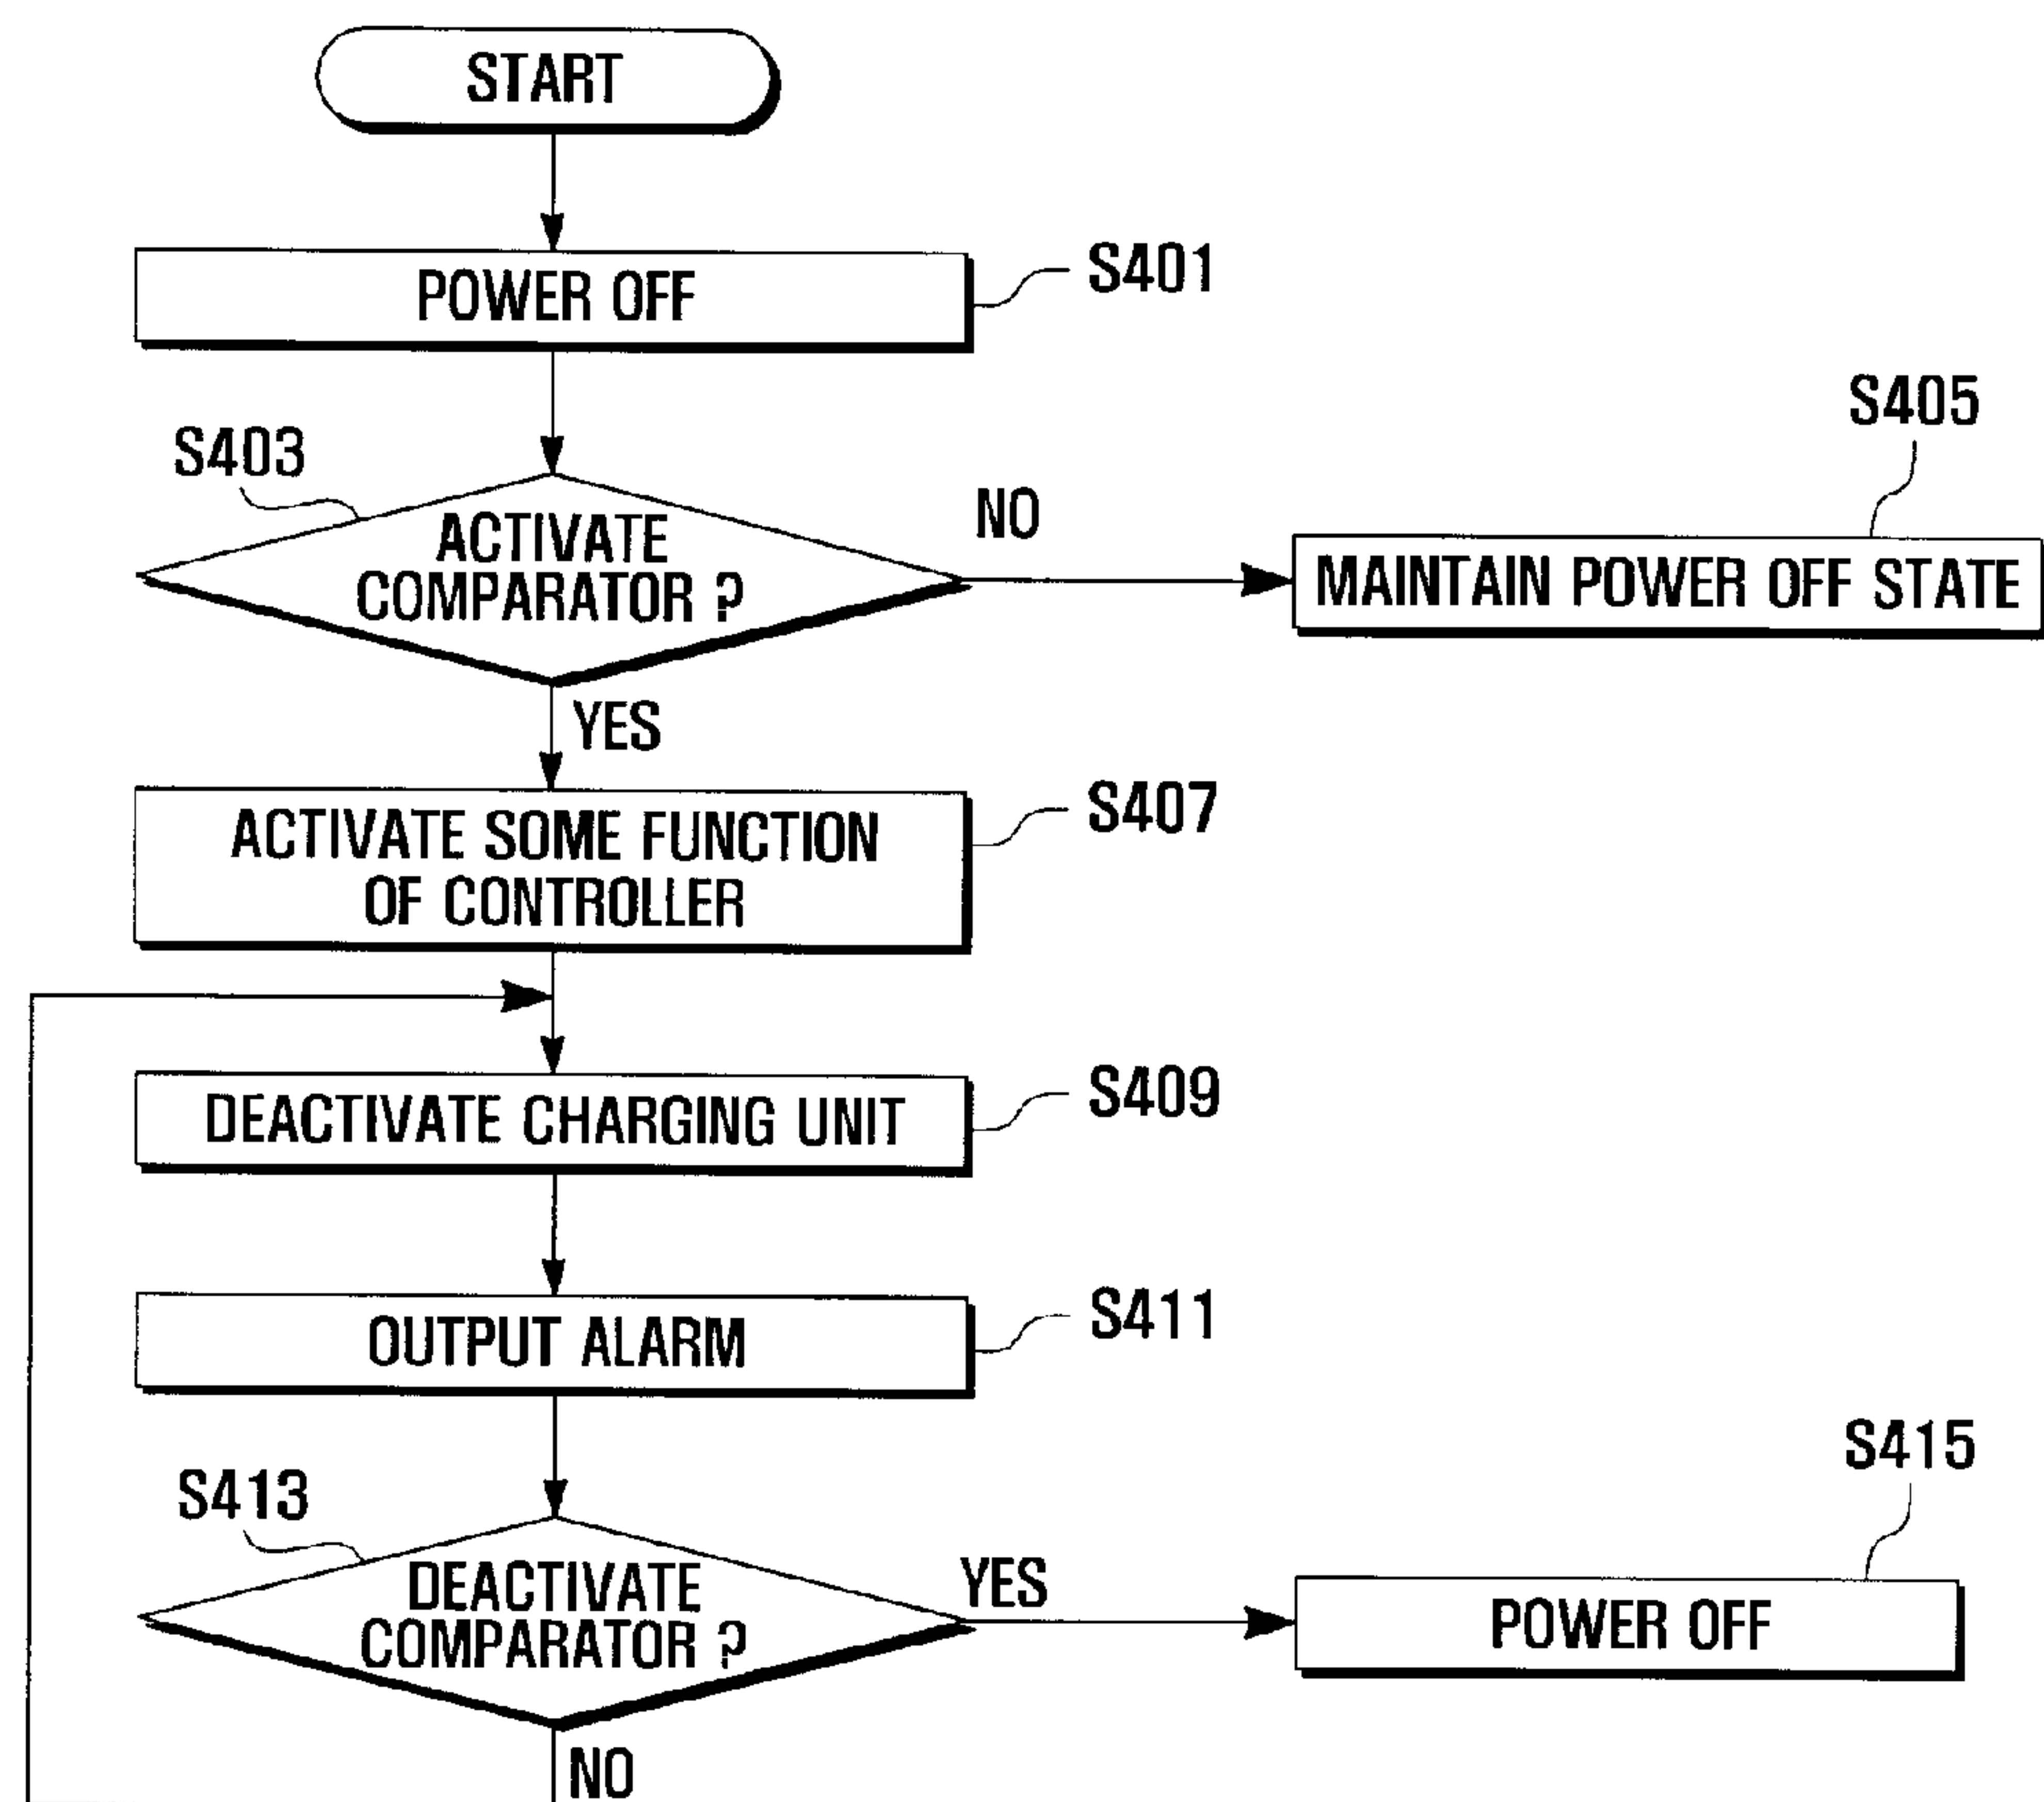 START
POWER OFF
S401
S403
ACTIVATE
COMPARATOR ?
NO
S405
MAINTAIN POWER OFF STATE
YES
ACTIVATE SOME FUNCTION
OF CONTROLLER
S407
DEACTIVATE CHARGING UNIT
S409
OUTPUT ALARM
S411
S413
DEACTIVATE
COMPARATOR ?
YES
S415
POWER OFF
NO